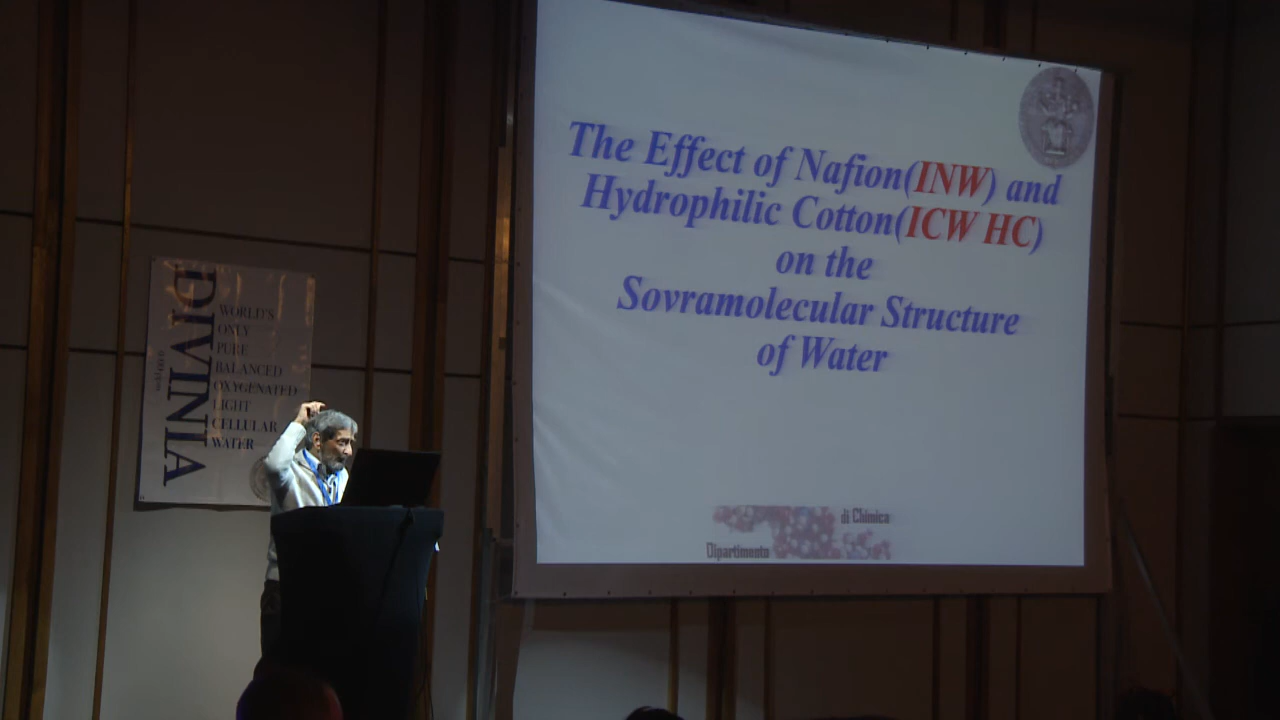 The Effect of Nafion(INW) and
Hydrophilic Cotton(ICW HC)
on the
Sovramolecular Structure
of Water
di Chimica
Dipartimento
DIVINIA
WORLD'S
ONLY
PURE
BALANCED
OXYGENATED
LIGHT
CELLULAR
WATER